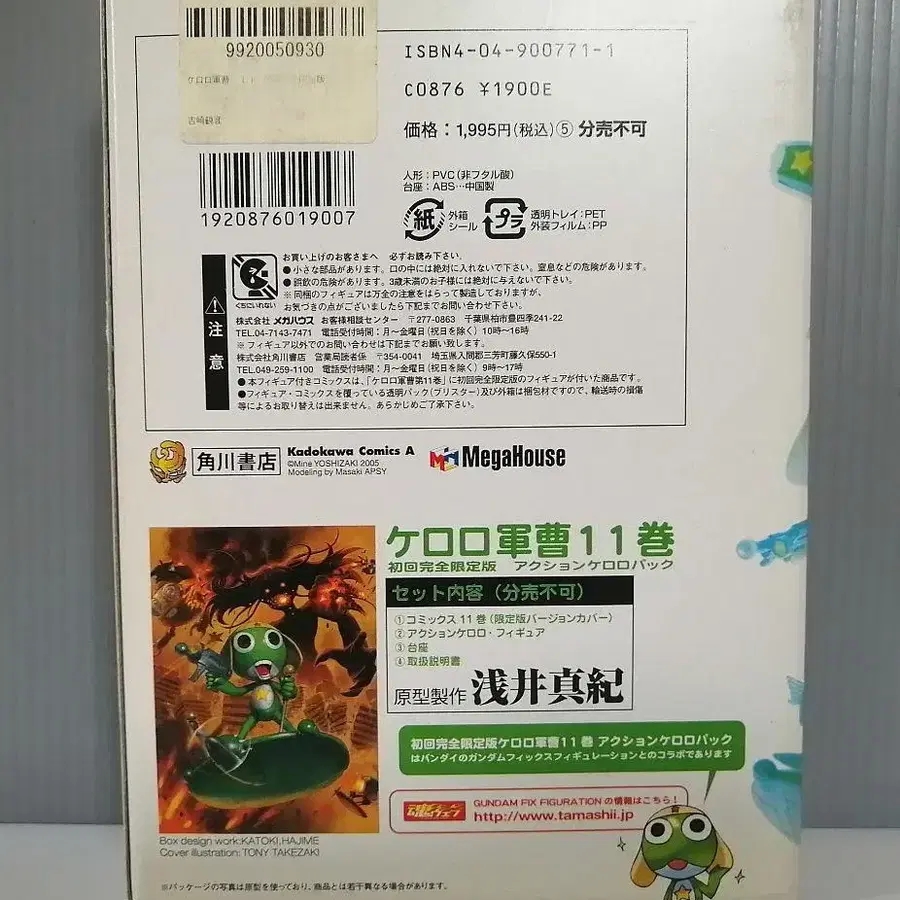 9920050930
ケロロ軍曹
吉崎観音
ISBN4-04-900771-1
C0876 ¥1900E
価格：1,995円(税込)⑤ 分売不可
1920876019007
人形：PVC(非フタル酸)
台座：ABS…中国製
紙 外箱
シール
プラ 透明トレイ：PET
外装フィルム：PP
注意
くちにいれない
お買い上げのお客さまへ 必ずお読み下さい。
●小さな部品があります。口の中には絶対に入れないで下さい。窒息などの危険があります。
●誤飲の危険があります。3歳未満のお子様には絶対に与えないで下さい。
※同梱のフィギュアは万全の注意をはらって製造しておりますが、
お気づきの点がございましたら下記までお問い合わせ下さい。
株式会社 メガハウス お客様相談センター 〒277-0863 千葉県柏市豊四季241-22
TEL.04-7143-7471 電話受付時間：月～金曜日(祝日を除く)10時～16時
※フィギュア以外でのお問い合わせは下記までお願い致します。
株式会社角川書店 営業局読者係 〒354-0041 埼玉県入間郡三芳町藤久保550-1
TEL.049-259-1100 電話受付時間：月～金曜日(祝日を除く)9時～17時
●本フィギュア付きコミックスは、「ケロロ軍曹第11巻」に初回完全限定版のフィギュアが付いた商品です。
●フィギュア・コミックスを覆っている透明パック(ブリスター)及び外箱は梱包材ですので、輸送時の損傷
等によるお取り替えは出来ません。あらかじめご了承下さい。
角川書店
Kadokawa Comics A
©Mine YOSHIZAKI 2005
Modeling by Masaki APSY
MegaHouse
ケロロ軍曹11巻
初回完全限定版 アクションケロロパック
セット内容（分売不可）
①コミックス11巻(限定版バージョンカバー)
②アクションケロロ・フィギュア
③台座
④取扱説明書
原型製作 浅井真紀
初回完全限定版ケロロ軍曹11巻 アクションケロロパック
はバンダイのガンダムフィックスフィギュレーションとのコラボであります
魂ウェブ
GUNDAM FIX FIGURATION の情報はこちら！
http://www.tamashii.jp
Box design work:KATOKI,HAJIME
Cover illustration: TONY TAKEZAKI
※パッケージの写真は原型を使っており、商品とは若干異なる場合があります。